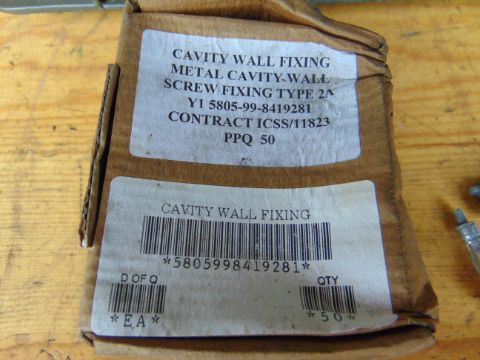 CAVITY WALL FIXING
METAL CAVITY-WALL
SCREW FIXING TYPE 2A
Y1 5805-99-8419281
CONTRACT ICSS/11823
PPQ 50
CAVITY WALL FIXING
*5805998419281*
D OF Q
QTY
*EA*
*50*